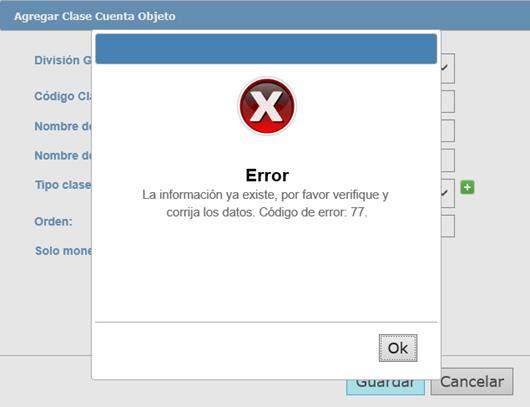 Agregar Clase Cuenta Objeto
División G
Código Cla
Nombre de
Nombre de
Tipo clase
Orden:
Solo mone
Error
La información ya existe, por favor verifique y
corrija los datos. Código de error: 77.
Ok
Guardar
Cancelar